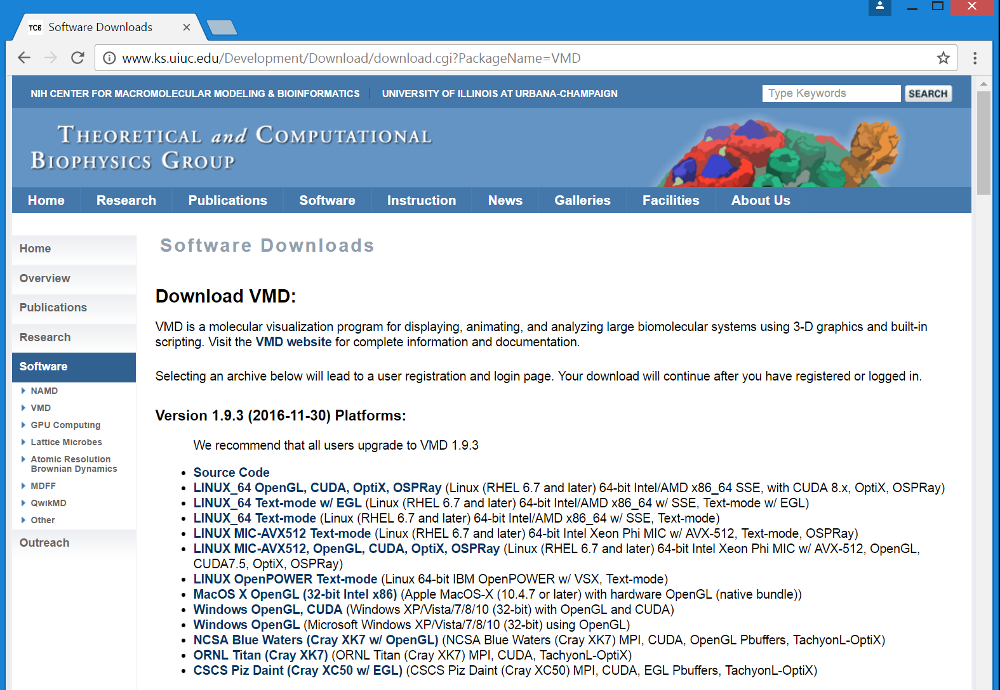 TCB Software Downloads
www.ks.uiuc.edu/Development/Download/download.cgi?PackageName=VMD
NIH CENTER FOR MACROMOLECULAR MODELING & BIOINFORMATICS UNIVERSITY OF ILLINOIS AT URBANA-CHAMPAIGN Type Keywords SEARCH
THEORETICAL and COMPUTATIONAL
BIOPHYSICS GROUP
Home Research Publications Software Instruction News Galleries Facilities About Us
Home
Overview
Publications
Research
Software
NAMD
VMD
GPU Computing
Lattice Microbes
Atomic Resolution
Brownian Dynamics
MDFF
QwikMD
Other
Outreach
Software Downloads
Download VMD:
VMD is a molecular visualization program for displaying, animating, and analyzing large biomolecular systems using 3-D graphics and built-in
scripting. Visit the VMD website for complete information and documentation.
Selecting an archive below will lead to a user registration and login page. Your download will continue after you have registered or logged in.
Version 1.9.3 (2016-11-30) Platforms:
We recommend that all users upgrade to VMD 1.9.3
• Source Code
• LINUX_64 OpenGL, CUDA, OptiX, OSPRay (Linux (RHEL 6.7 and later) 64-bit Intel/AMD x86_64 SSE, with CUDA 8.x, OptiX, OSPRay)
• LINUX_64 Text-mode w/ EGL (Linux (RHEL 6.7 and later) 64-bit Intel/AMD x86_64 w/ SSE, Text-mode w/ EGL)
• LINUX_64 Text-mode (Linux (RHEL 6.7 and later) 64-bit Intel/AMD x86_64 w/ SSE, Text-mode)
• LINUX MIC-AVX512 Text-mode (Linux (RHEL 6.7 and later) 64-bit Intel Xeon Phi MIC w/ AVX-512, Text-mode, OSPRay)
• LINUX MIC-AVX512, OpenGL, CUDA, OptiX, OSPRay (Linux (RHEL 6.7 and later) 64-bit Intel Xeon Phi MIC w/ AVX-512, OpenGL,
CUDA7.5, OptiX, OSPRay)
• LINUX OpenPOWER Text-mode (Linux 64-bit IBM OpenPOWER w/ VSX, Text-mode)
• MacOS X OpenGL (32-bit Intel x86) (Apple MacOS-X (10.4.7 or later) with hardware OpenGL (native bundle))
• Windows OpenGL, CUDA (Windows XP/Vista/7/8/10 (32-bit) with OpenGL and CUDA)
• Windows OpenGL (Microsoft Windows XP/Vista/7/8/10 (32-bit) using OpenGL)
• NCSA Blue Waters (Cray XK7 w/ OpenGL) (NCSA Blue Waters (Cray XK7) MPI, CUDA, OpenGL Pbuffers, TachyonL-OptiX)
• ORNL Titan (Cray XK7) (ORNL Titan (Cray XK7) MPI, CUDA, TachyonL-OptiX)
• CSCS Piz Daint (Cray XC50 w/ EGL) (CSCS Piz Daint (Cray XC50) MPI, CUDA, EGL Pbuffers, TachyonL-OptiX)